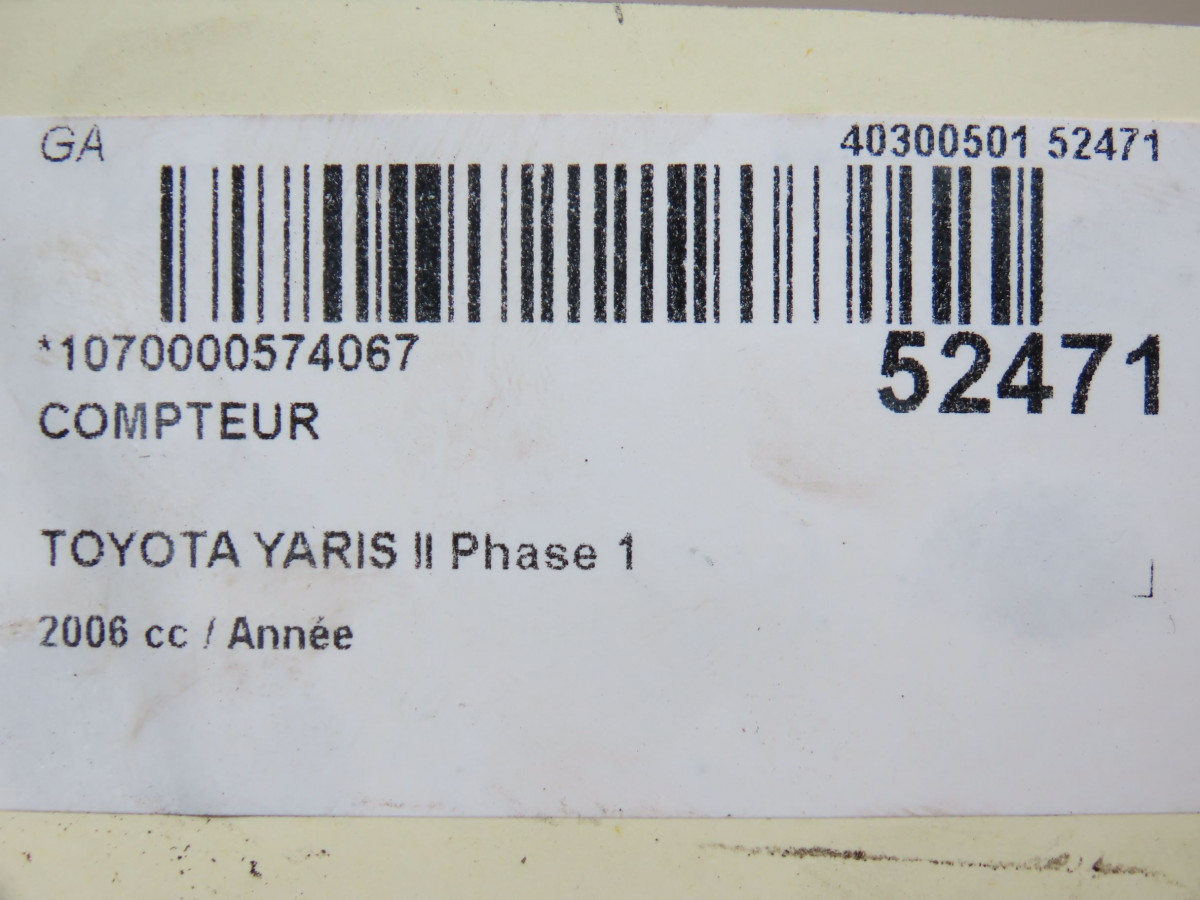 GA
40300501 52471
*1070000574067
52471
COMPTEUR
TOYOTA YARIS II Phase 1
2006 cc / Année